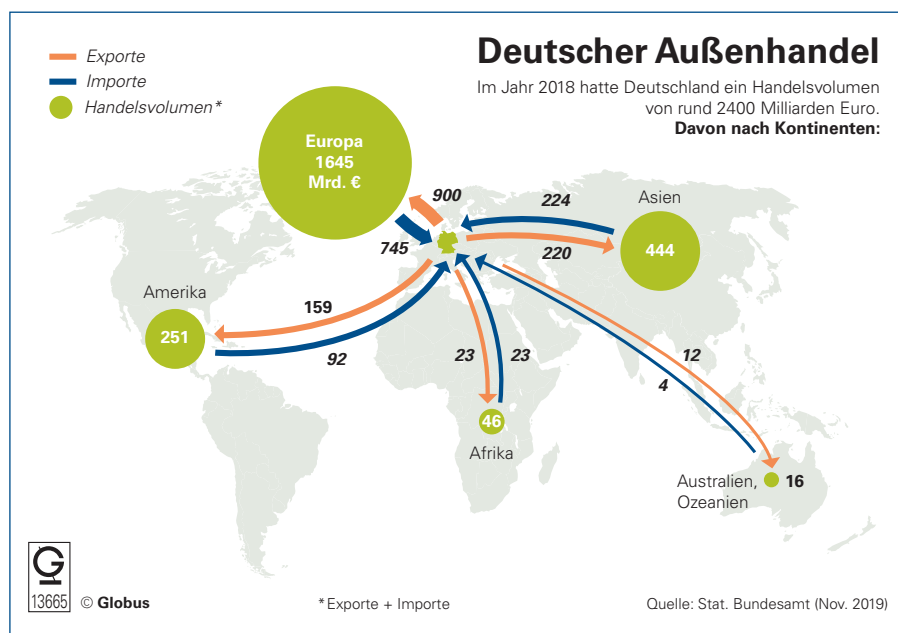 Exporte
Importe
Handelsvolumen*
Deutscher Außenhandel
Im Jahr 2018 hatte Deutschland ein Handelsvolumen
von rund 2400 Milliarden Euro.
Davon nach Kontinenten:
Europa
1645
Mrd. €
900
745
224
220
Asien
444
Amerika
251
159
92
23
23
46
Afrika
12
4
Australien,
Ozeanien
16
G
13665
© Globus
*Exporte + Importe
Quelle: Stat. Bundesamt (Nov. 2019)